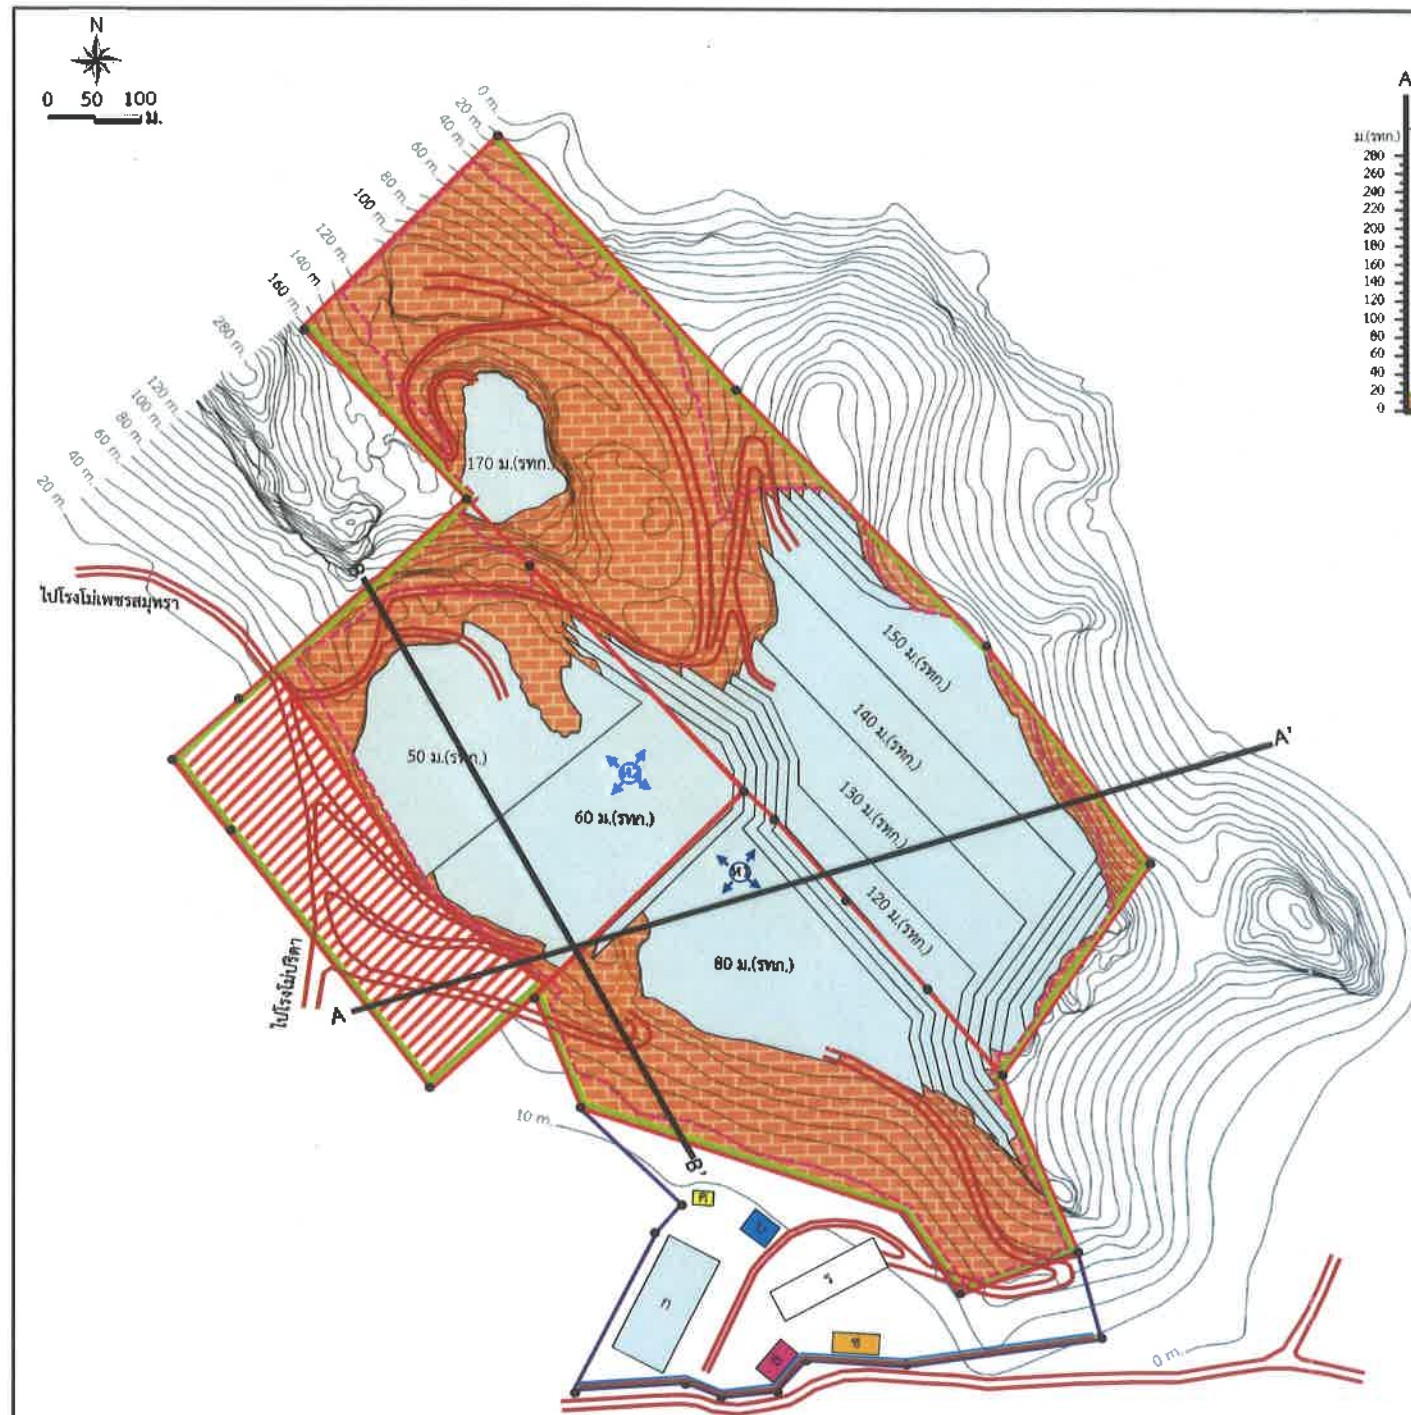 N
0 50 100
ม.
A
ม.(รทก.)
280
260
240
220
200
180
160
140
120
100
80
60
40
20
0
0 m.
20 m.
40 m.
60 m.
80 m.
100 m.
120 m.
140 m.
160 m.
280 m.
120 m.
100 m.
80 m.
60 m.
40 m.
20 m.
170 ม.(รทก.)
B
ไปโรงโม่เพชรสมุทรา
150 ม.(รทก.)
140 ม.(รทก.)
130 ม.(รทก.)
120 ม.(รทก.)
A'
50 ม.(รทก.)
60 ม.(รทก.)
80 ม.(รทก.)
ไปโรงโม่ปริดา
A
10 m.
B'
ก
ร
ช
0 m.